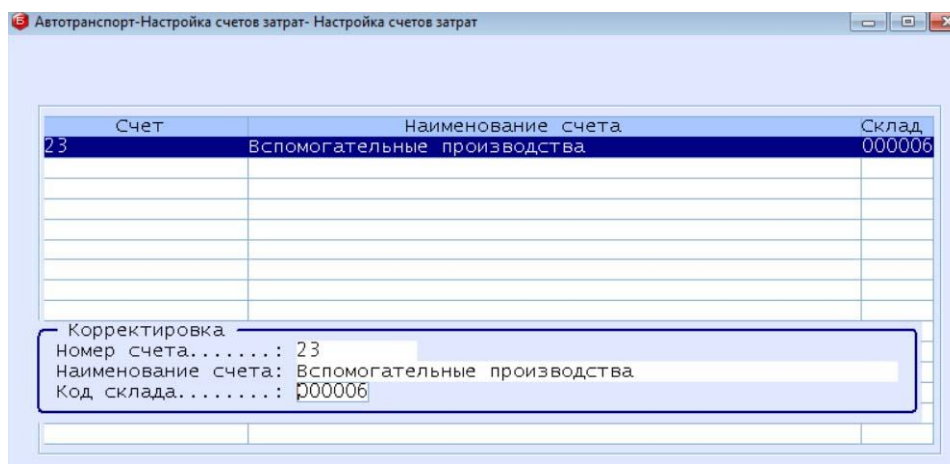 Автотранспорт-Настройка счетов затрат- Настройка счетов затрат
Счет Наименование счета Склад
23 Вспомогательные производства 000006
Корректировка
Номер счета.......: 23
Наименование счета: Вспомогательные производства
Код склада........: 000006